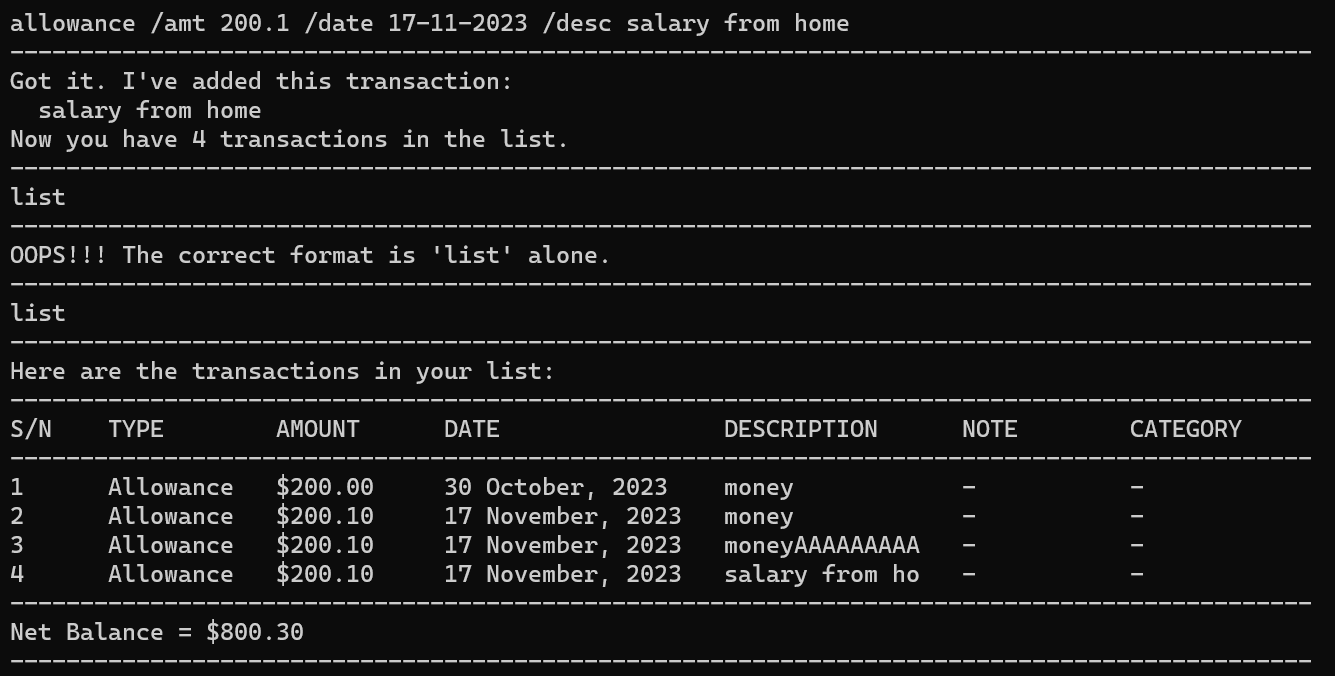 allowance /amt 200.1 /date 17-11-2023 /desc salary from home
---------------------------------------------------------------------------------------------
Got it. I've added this transaction:
  salary from home
Now you have 4 transactions in the list.
---------------------------------------------------------------------------------------------
list
---------------------------------------------------------------------------------------------
OOPS!!! The correct format is 'list' alone.
---------------------------------------------------------------------------------------------
list
---------------------------------------------------------------------------------------------
Here are the transactions in your list:
---------------------------------------------------------------------------------------------
S/N    TYPE        AMOUNT      DATE                DESCRIPTION      NOTE        CATEGORY
---------------------------------------------------------------------------------------------
1      Allowance   $200.00     30 October, 2023    money            -           -
2      Allowance   $200.10     17 November, 2023   money            -           -
3      Allowance   $200.10     17 November, 2023   moneyAAAAAAAAA   -           -
4      Allowance   $200.10     17 November, 2023   salary from ho   -           -
---------------------------------------------------------------------------------------------
Net Balance = $800.30
---------------------------------------------------------------------------------------------